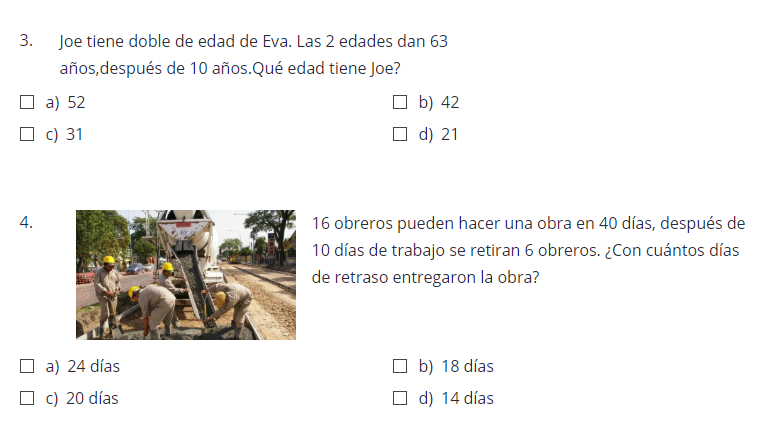 3. Joe tiene doble de edad de Eva. Las 2 edades dan 63
años,después de 10 años.Qué edad tiene Joe?
a) 52
b) 42
c) 31
d) 21
4. 16 obreros pueden hacer una obra en 40 días, después de
10 días de trabajo se retiran 6 obreros. ¿Con cuántos días
de retraso entregaron la obra?
a) 24 días
b) 18 días
c) 20 días
d) 14 días